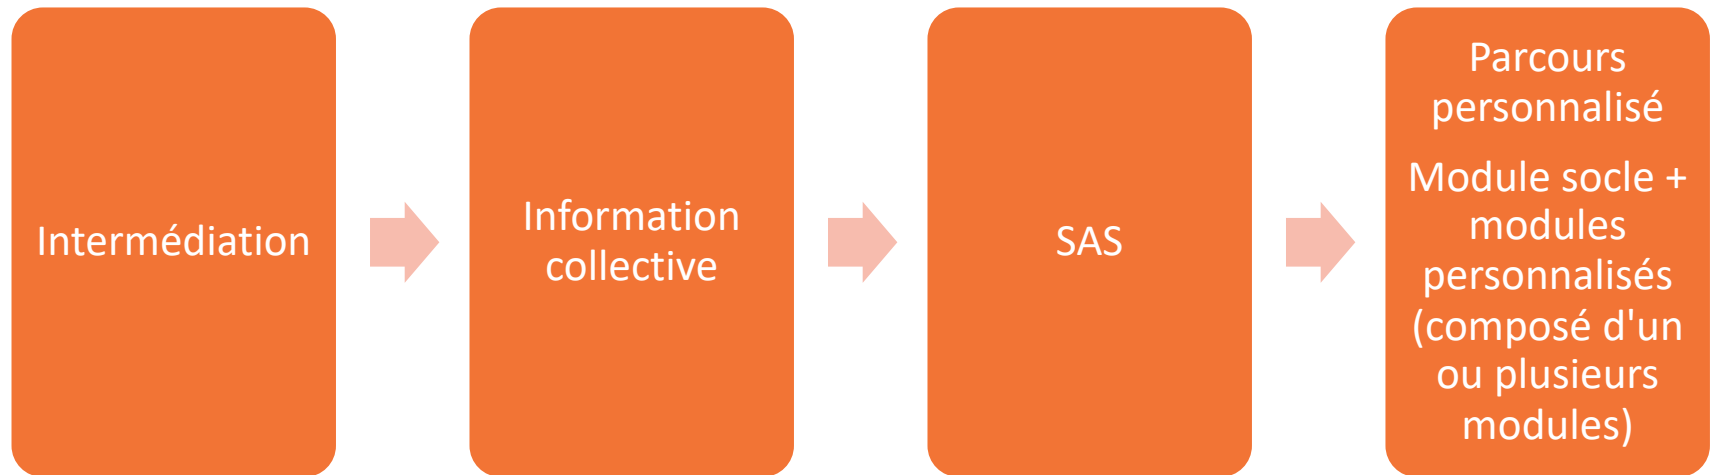 Intermédiation
Information
collective
SAS
Parcours
personnalisé
Module socle +
modules
personnalisés
(composé d'un
ou plusieurs
modules)